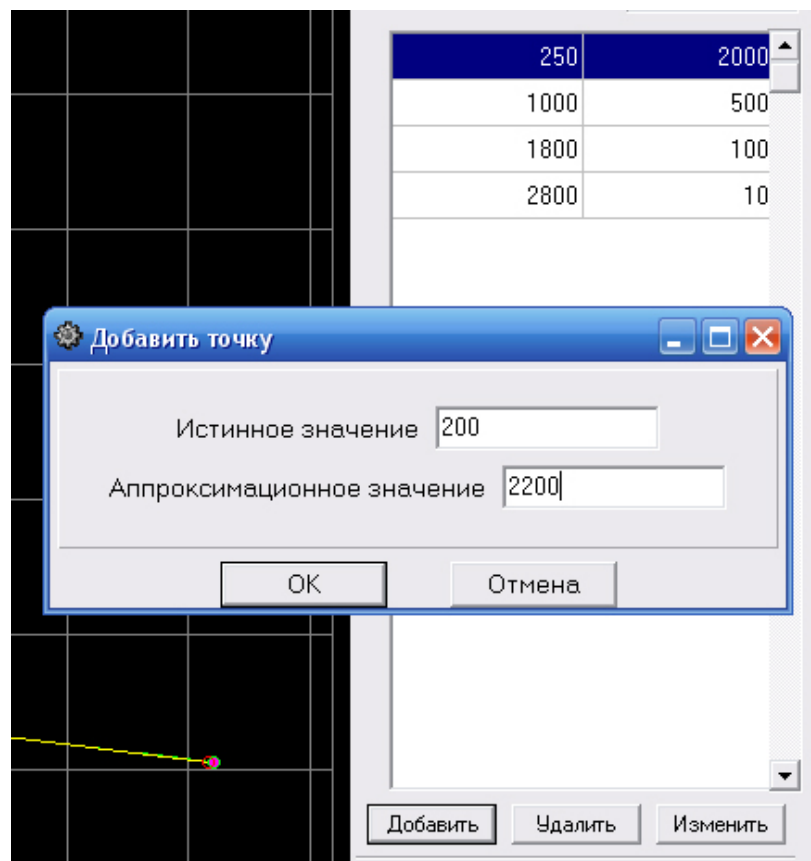 250 2000
1000 500
1800 100
2800 10
Добавить точку
Истинное значение 200
Аппроксимационное значение 2200
OK Отмена
Добавить Удалить Изменить